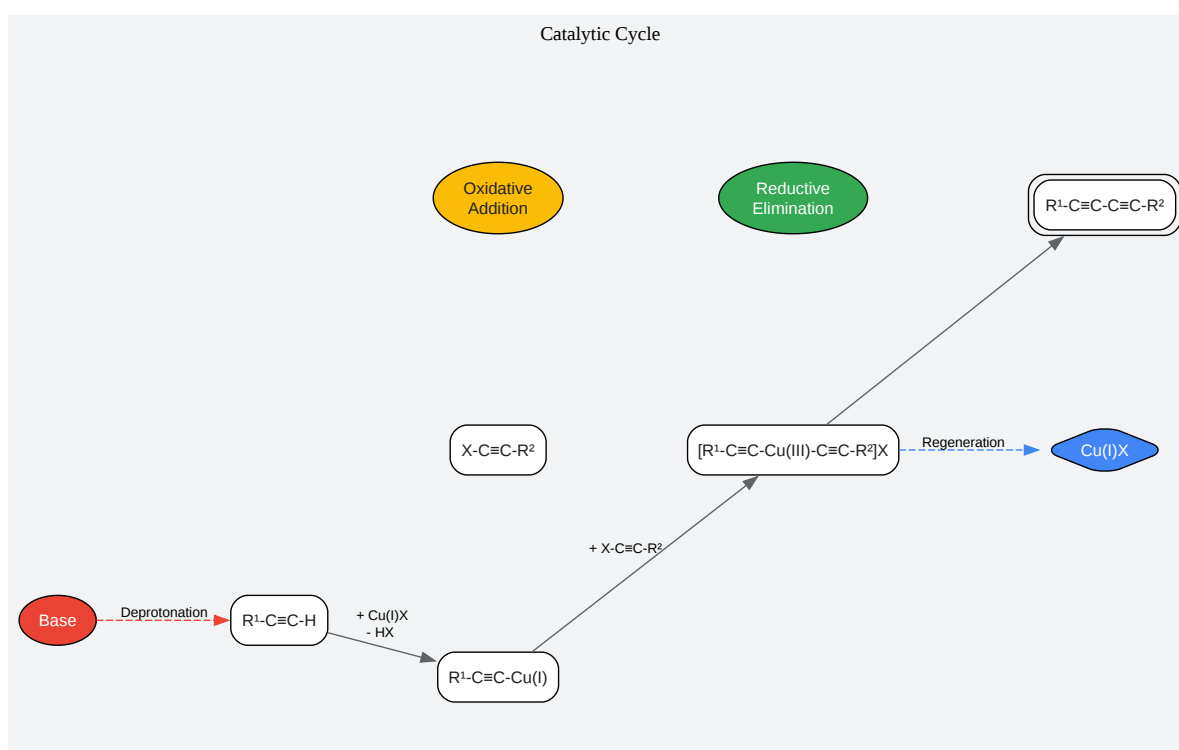 Catalytic Cycle
Oxidative
Addition
Reductive
Elimination
R¹-C≡C-C≡C-R²
X-C≡C-R²
[R¹-C≡C-Cu(III)-C≡C-R²]X
Regeneration
Cu(I)X
+ X-C≡C-R²
Base
Deprotonation
R¹-C≡C-H
+ Cu(I)X
- HX
R¹-C≡C-Cu(I)